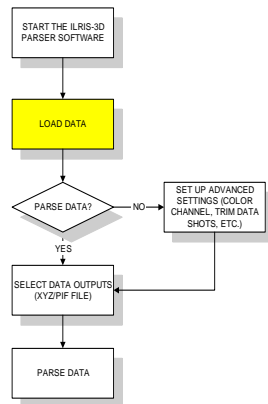 START THE ILRIS-3D
PARSER SOFTWARE
LOAD DATA
PARSE DATA?
NO
SET UP ADVANCED
SETTINGS (COLOR
CHANNEL, TRIM DATA
SHOTS, ETC.)
YES
SELECT DATA OUTPUTS
(XYZ/PIF FILE)
PARSE DATA